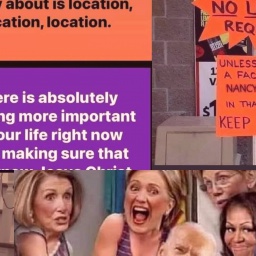 y about is location,
cation, location.
ere is absolutely
ng more important
our life right now
making sure that
NO L
REQ
UNLESS
A FAC
NANCY
IN THA
KEEP